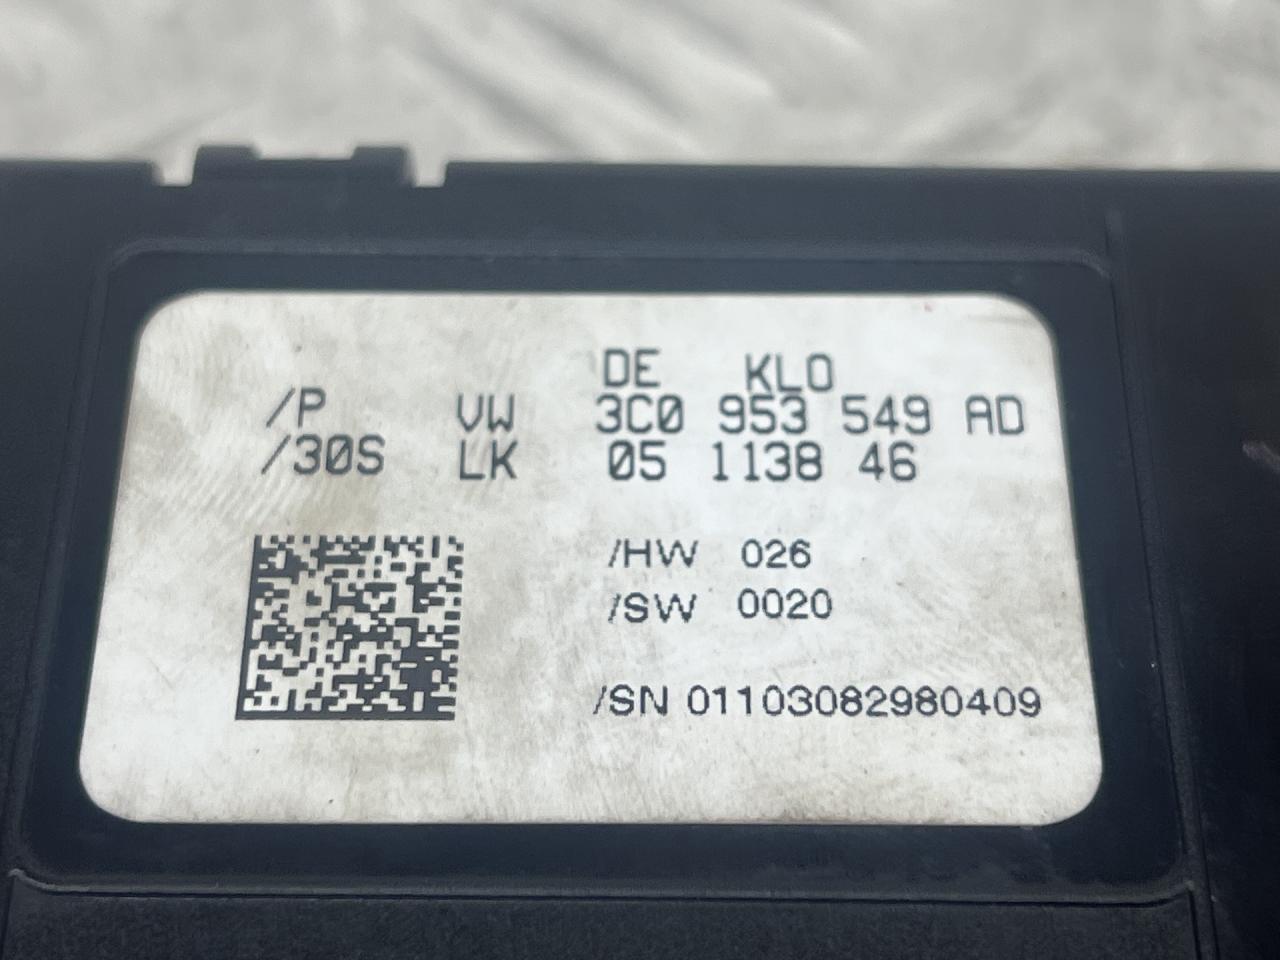 DE KLO
/P VW 3C0 953 549 AD
/30S LK 05 1138 46
/HW 026
/SW 0020
/SN 01103082980409